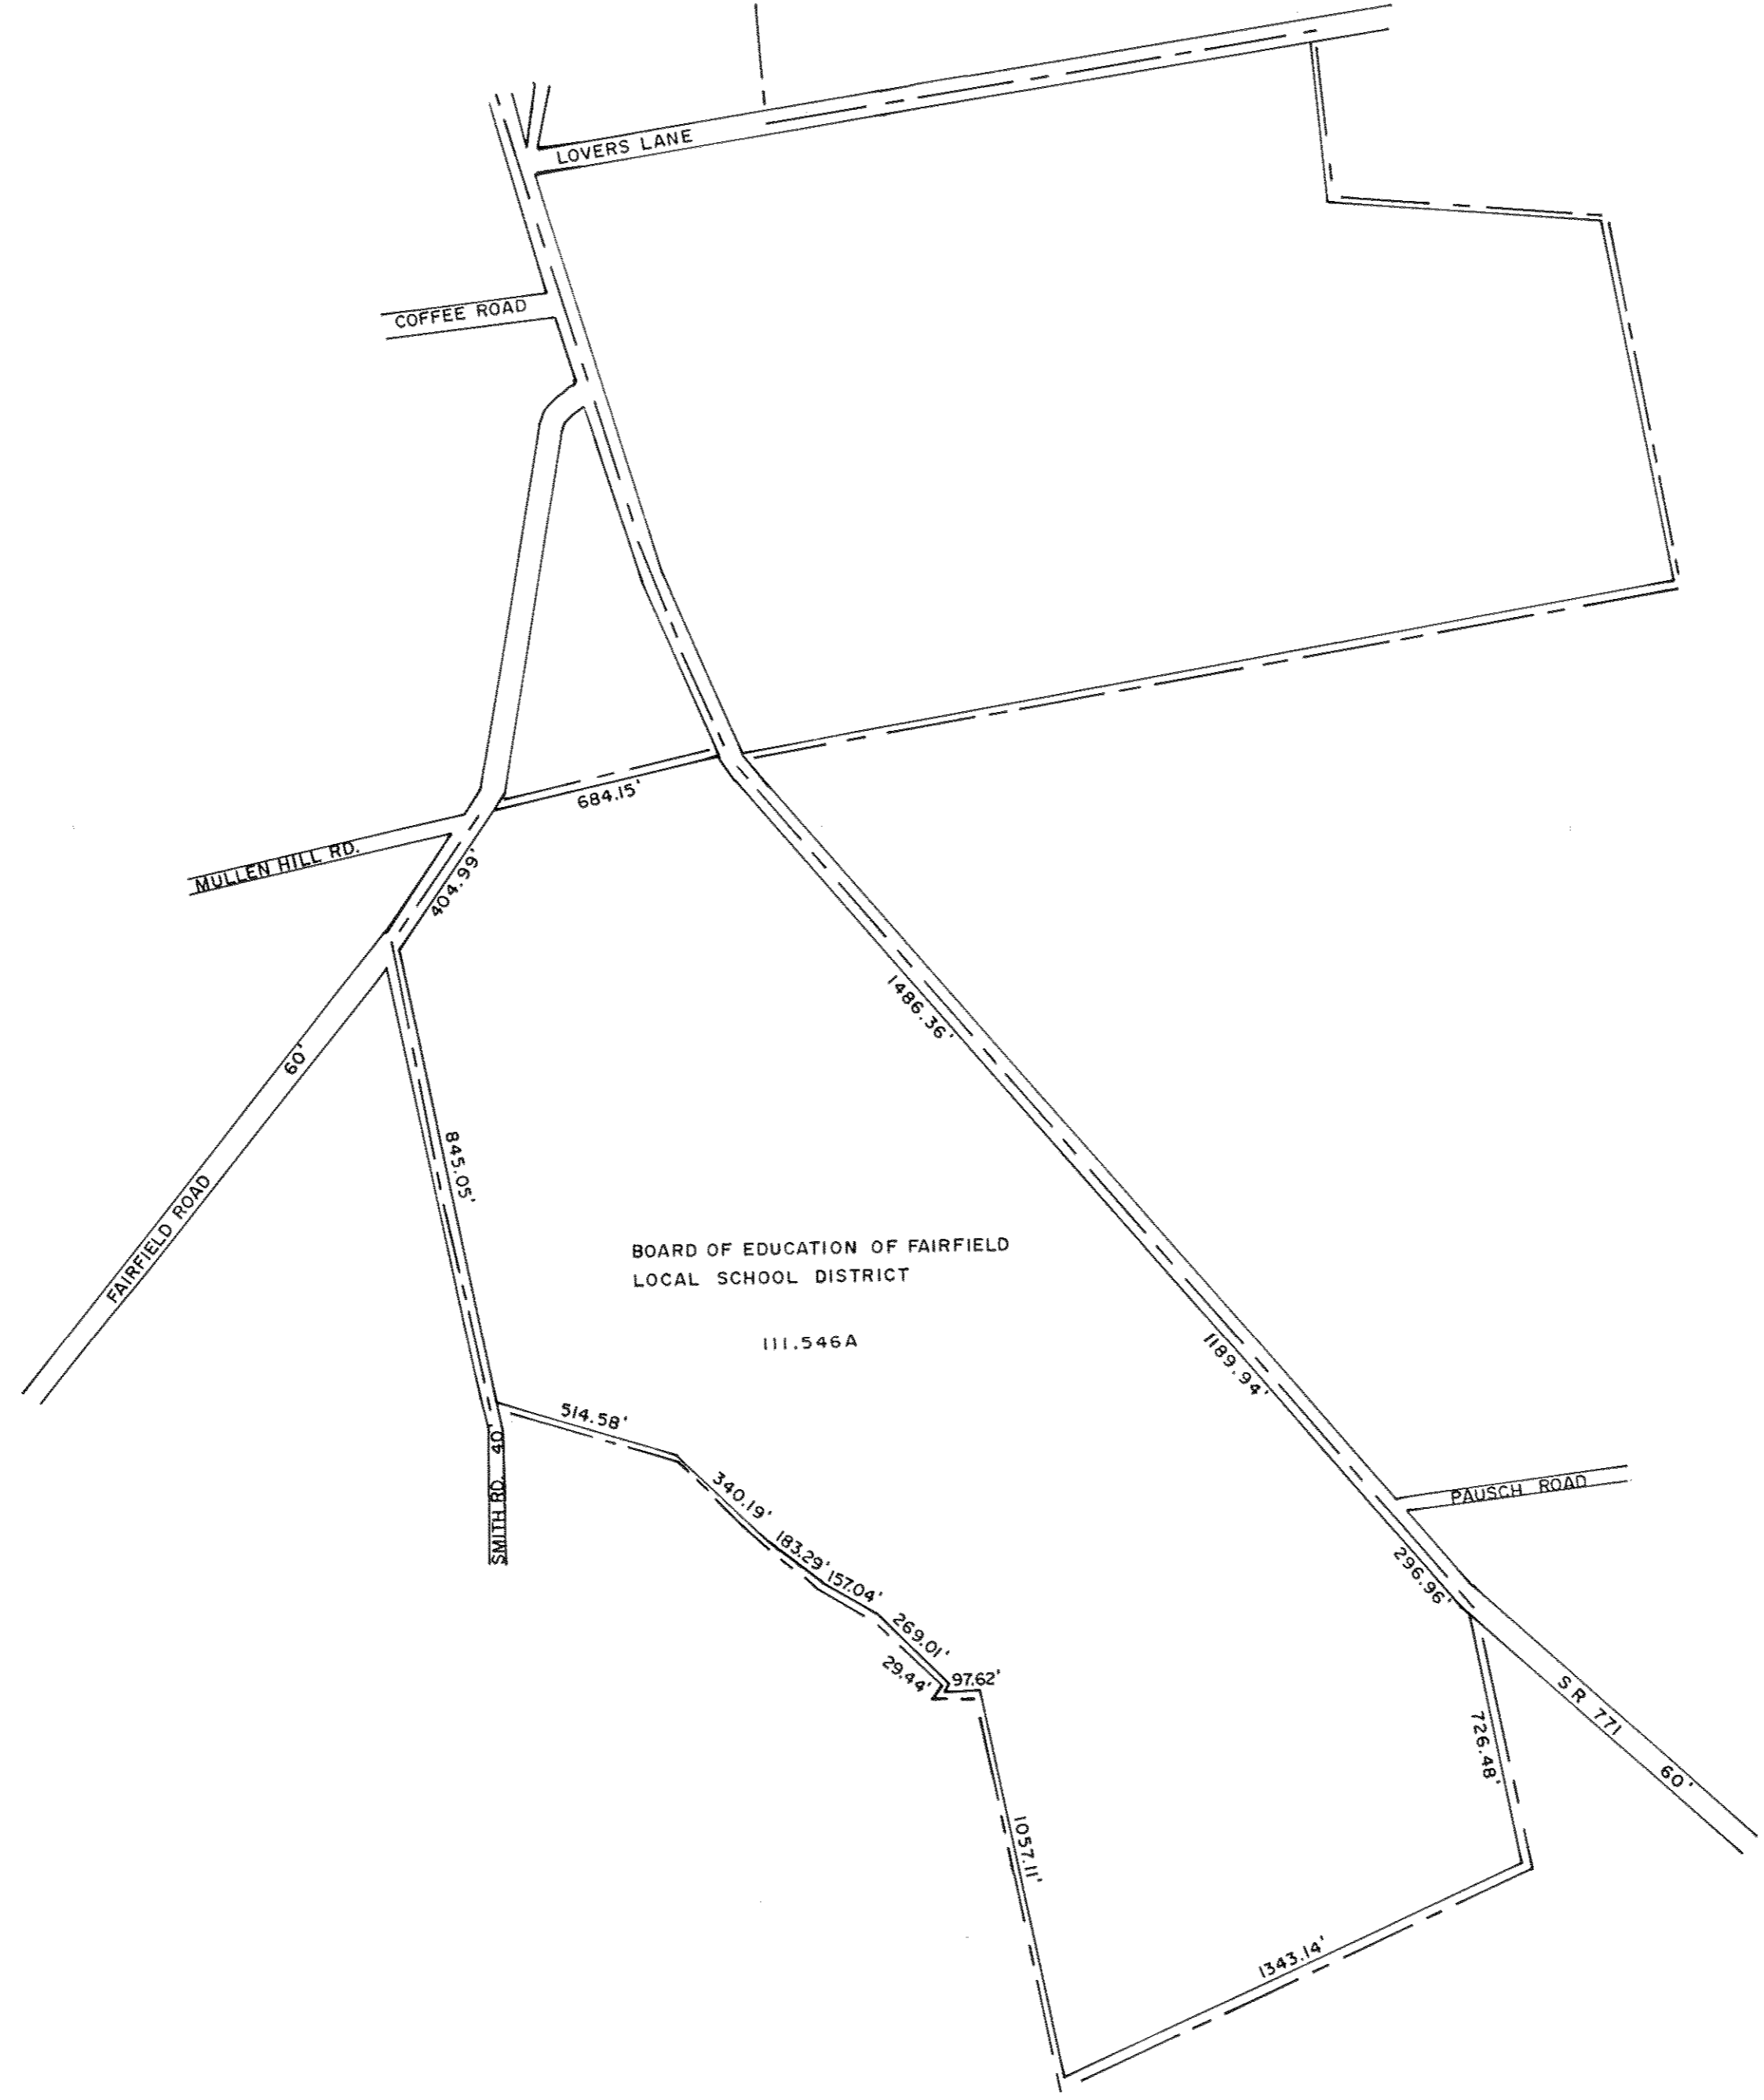 LOVERS LANE
COFFEE ROAD
684.15'
MULLEN HILL RD.
404.99'
1486.36'
60'
845.05'
FAIRFIELD ROAD
BOARD OF EDUCATION OF FAIRFIELD
LOCAL SCHOOL DISTRICT
111.546A
1189.94'
514.58'
SMITH RD. 40'
340.19'
PAUSCH ROAD
183.29'
157.04'
296.96'
269.01'
29.44'
97.62'
SR 771
60'
726.48'
1057.11'
1343.14'